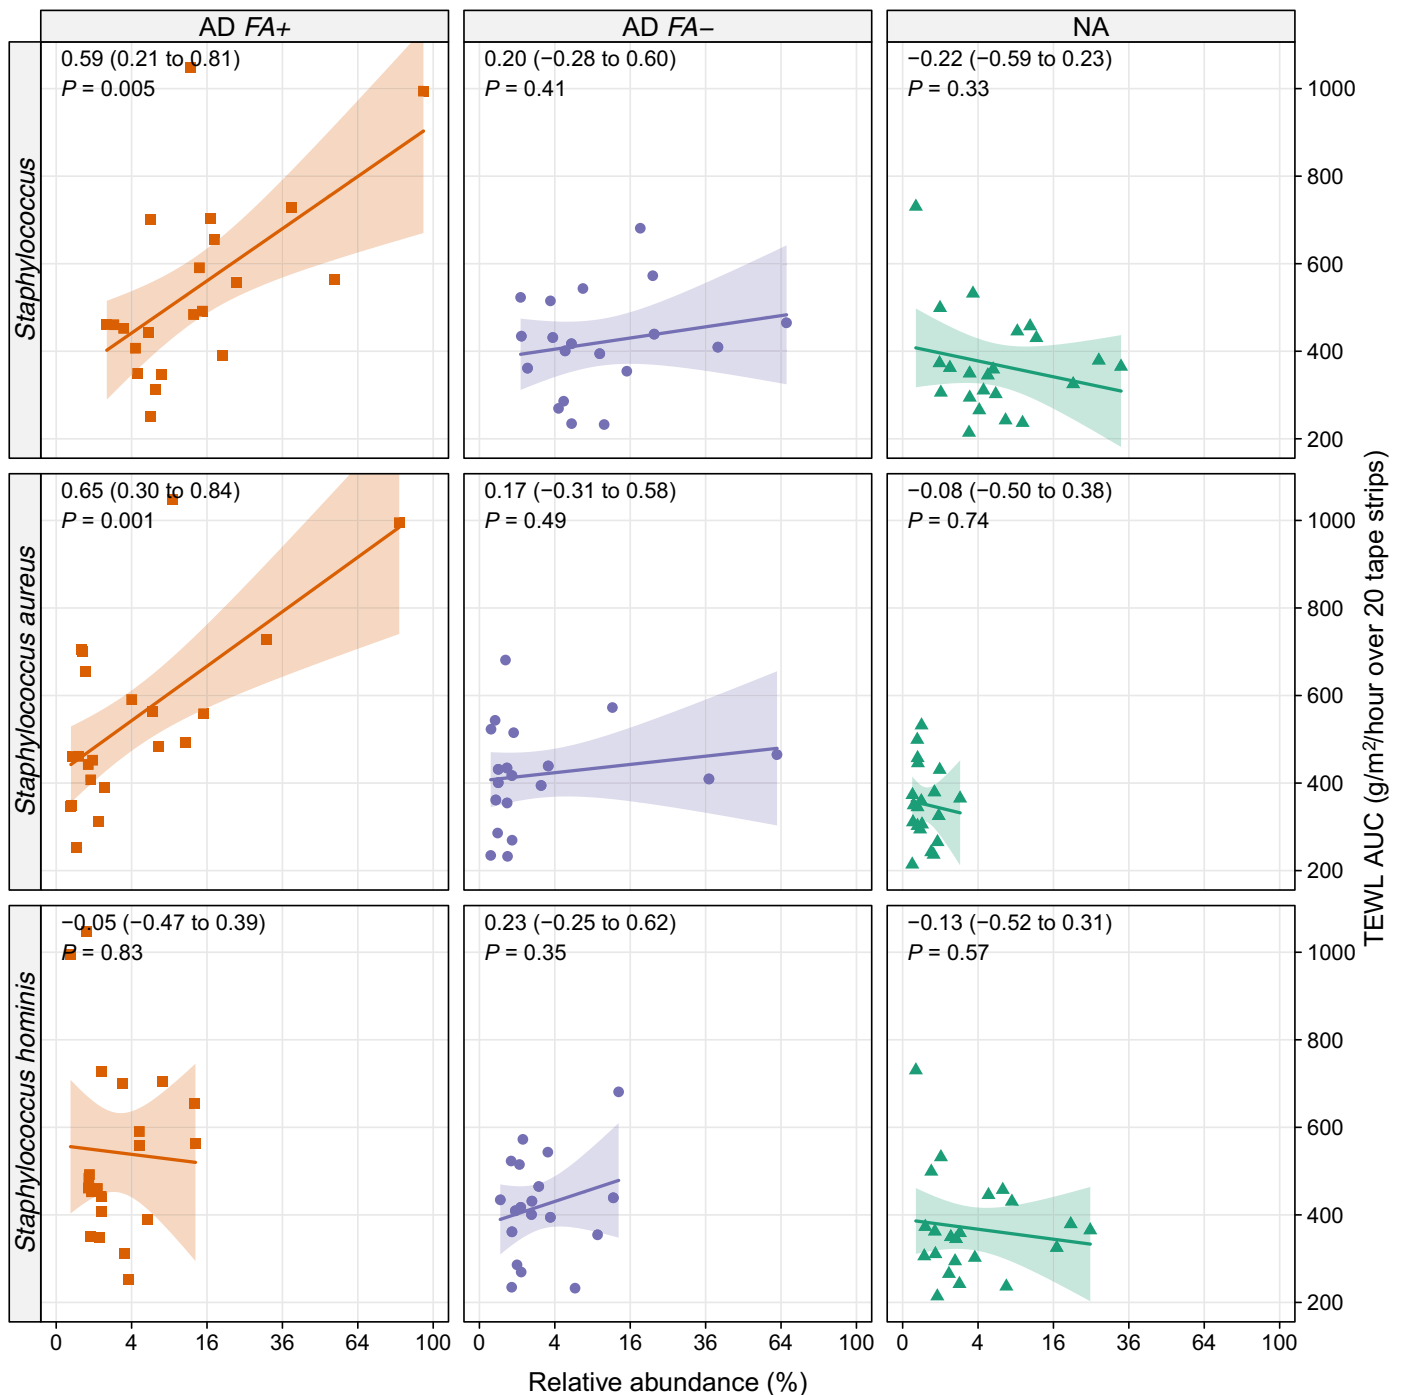 AD FA+
AD FA−
NA
Staphylococcus
0.59 (0.21 to 0.81)
P = 0.005
0.20 (−0.28 to 0.60)
P = 0.41
−0.22 (−0.59 to 0.23)
P = 0.33
1000
800
600
400
200
Staphylococcus aureus
0.65 (0.30 to 0.84)
P = 0.001
0.17 (−0.31 to 0.58)
P = 0.49
−0.08 (−0.50 to 0.38)
P = 0.74
1000
800
600
400
200
TEWL AUC (g/m²/hour over 20 tape strips)
Staphylococcus hominis
−0.05 (−0.47 to 0.39)
P = 0.83
0.23 (−0.25 to 0.62)
P = 0.35
−0.13 (−0.52 to 0.31)
P = 0.57
1000
800
600
400
200
0 4 16 36 64 100
0 4 16 36 64 100
0 4 16 36 64 100
Relative abundance (%)